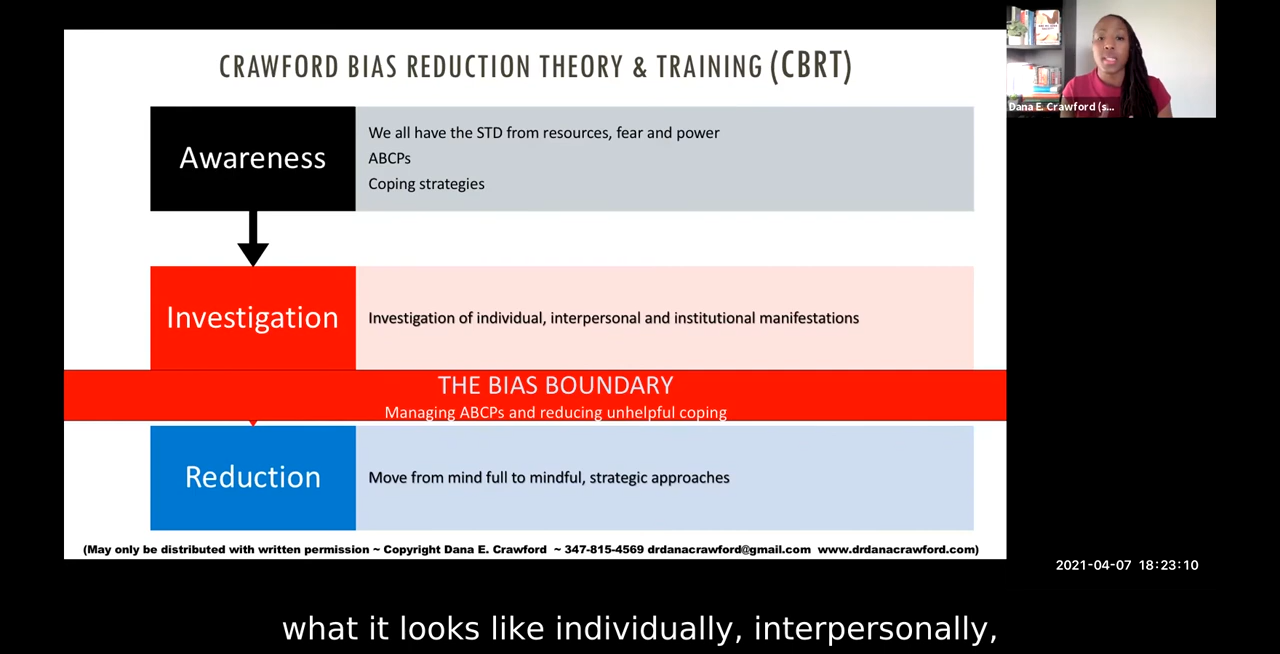 CRAWFORD BIAS REDUCTION THEORY & TRAINING (CBRT)
Dana E. Crawford (s...
Awareness
We all have the STD from resources, fear and power
ABCPs
Coping strategies
Investigation
Investigation of individual, interpersonal and institutional manifestations
THE BIAS BOUNDARY
Managing ABCPs and reducing unhelpful coping
Reduction
Move from mind full to mindful, strategic approaches
(May only be distributed with written permission ~ Copyright Dana E. Crawford ~ 347-815-4569 drdanacrawford@gmail.com www.drdanacrawford.com)
2021-04-07 18:23:10
what it looks like individually, interpersonally,